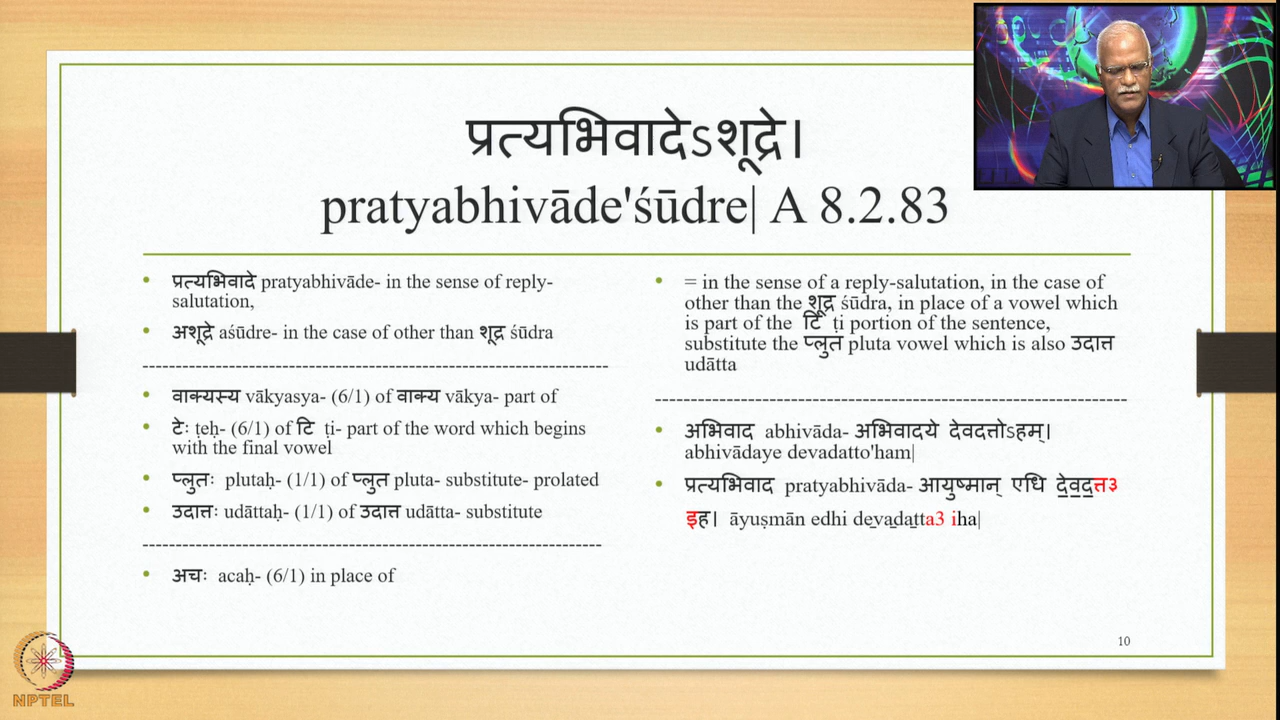 प्रत्यभिवादेऽशूद्रे।
pratyabhivāde'śūdre| A 8.2.83
• प्रत्यभिवादे pratyabhivāde- in the sense of reply-
salutation,
• अशूद्रे aśūdre- in the case of other than शूद्र śūdra
--------------------------------------------------------------------
• वाक्यस्य vākyasya- (6/1) of वाक्य vākya- part of
• टेः ṭeḥ- (6/1) of टि ṭi- part of the word which begins
with the final vowel
• प्लुतः plutaḥ- (1/1) of प्लुत pluta- substitute- prolated
• उदात्तः udāttaḥ- (1/1) of उदात्त udātta- substitute
--------------------------------------------------------------------
• अचः acaḥ- (6/1) in place of
• = in the sense of a reply-salutation, in the case of
other than the शूद्र śūdra, in place of a vowel which
is part of the टि ṭi portion of the sentence,
substitute the प्लुत pluta vowel which is also उदात्त
udātta
--------------------------------------------------------------------
• अभिवाद abhivāda- अभिवादये देवदत्तोऽहम्।
abhivādaye devadatto'ham|
• प्रत्यभिवाद pratyabhivāda- आयुष्मान् एधि दे॒व॒द॒त्त३
इह। āyuṣmān edhi de̱va̱da̱tta3 iha|
10
NPTEL